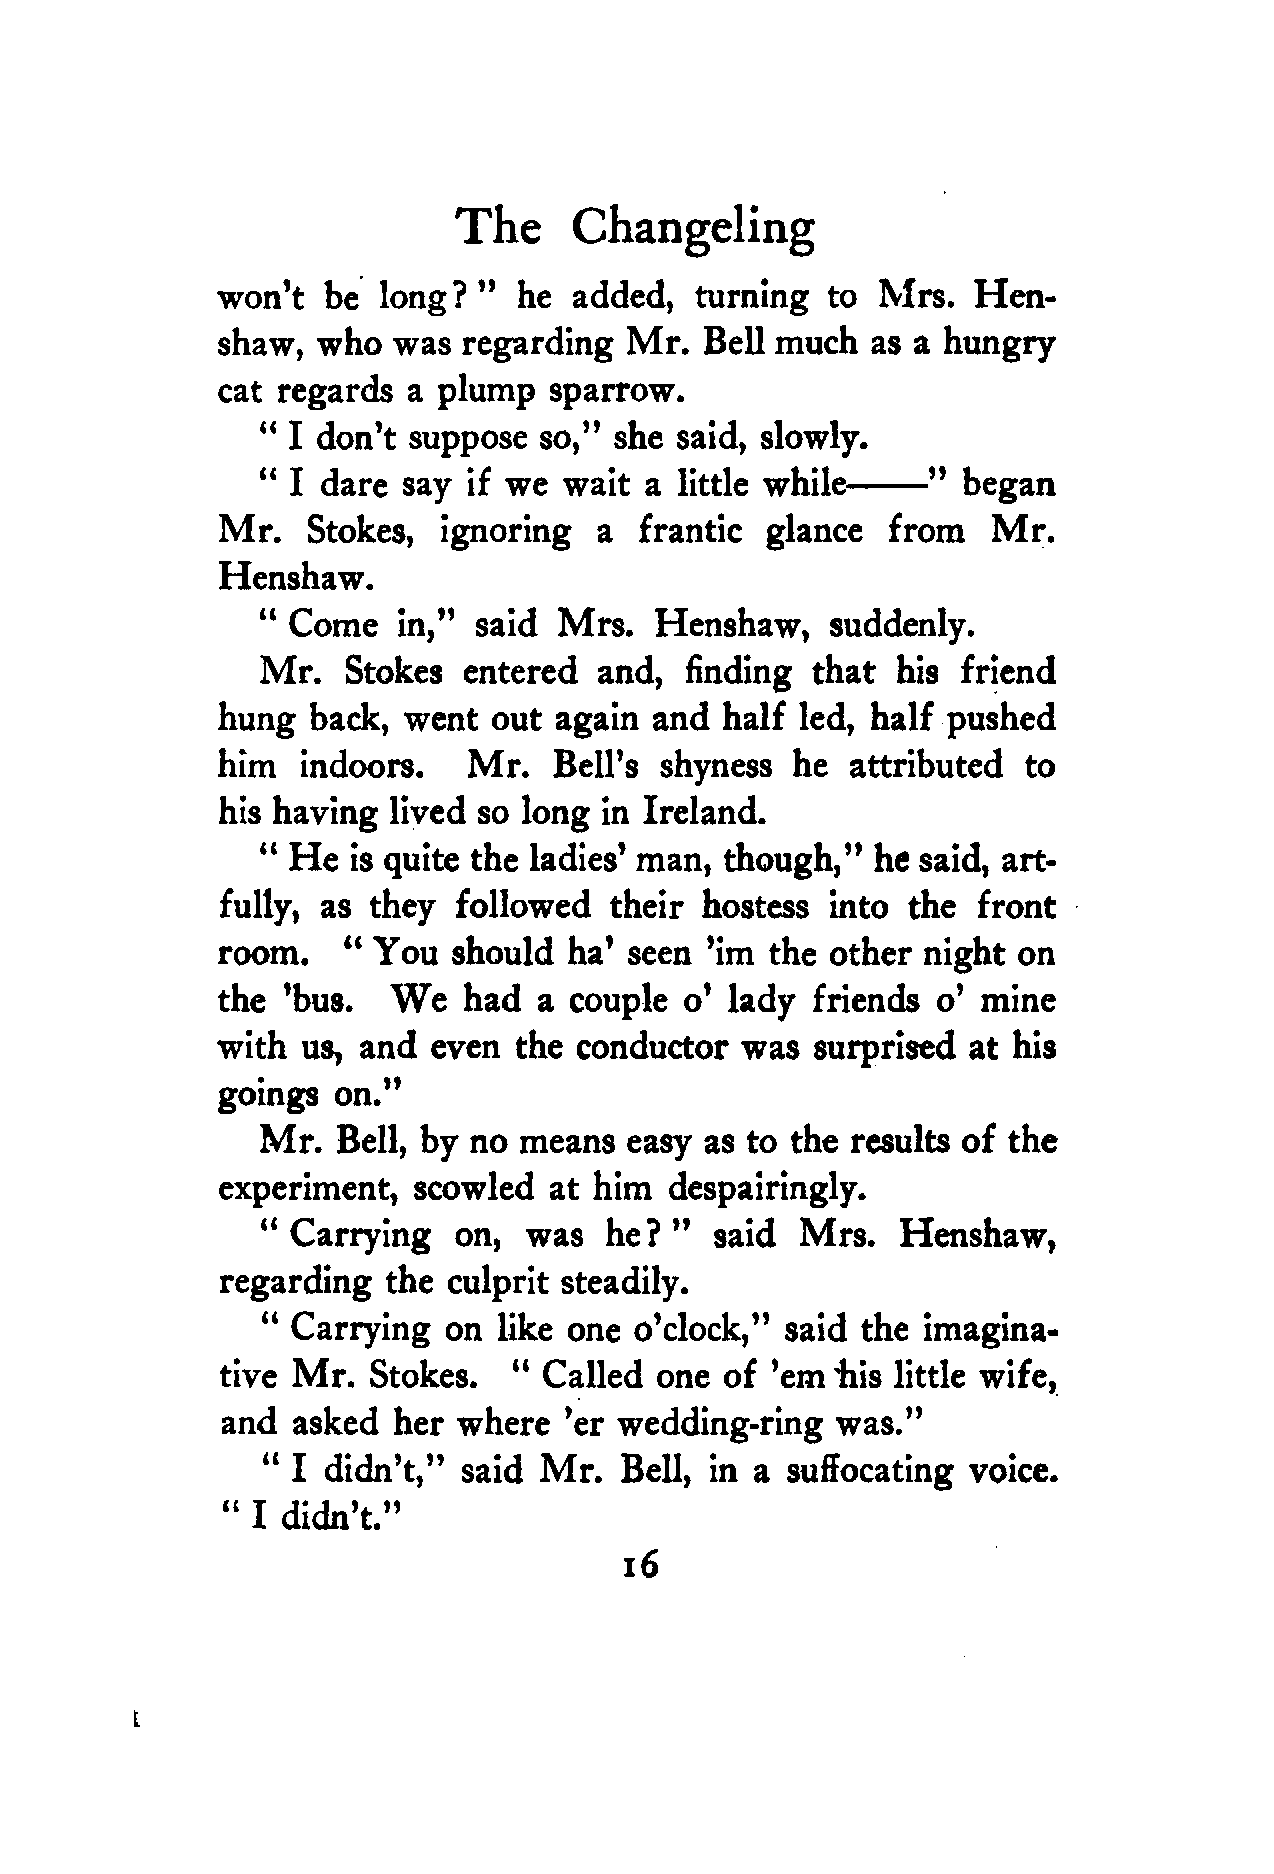 The Changeling
won't be long?" he added, turning to Mrs. Hen-
shaw, who was regarding Mr. Bell much as a hungry
cat regards a plump sparrow.
"I don't suppose so," she said, slowly.
"I dare say if we wait a little while——" began
Mr. Stokes, ignoring a frantic glance from Mr.
Henshaw.
"Come in," said Mrs. Henshaw, suddenly.
Mr. Stokes entered and, finding that his friend
hung back, went out again and half led, half pushed
him indoors. Mr. Bell's shyness he attributed to
his having lived so long in Ireland.
"He is quite the ladies' man, though," he said, art-
fully, as they followed their hostess into the front
room. "You should ha' seen 'im the other night on
the 'bus. We had a couple o' lady friends o' mine
with us, and even the conductor was surprised at his
goings on."
Mr. Bell, by no means easy as to the results of the
experiment, scowled at him despairingly.
"Carrying on, was he?" said Mrs. Henshaw,
regarding the culprit steadily.
"Carrying on like one o'clock," said the imagina-
tive Mr. Stokes. "Called one of 'em his little wife,
and asked her where 'er wedding-ring was."
"I didn't," said Mr. Bell, in a suffocating voice.
"I didn't."
16